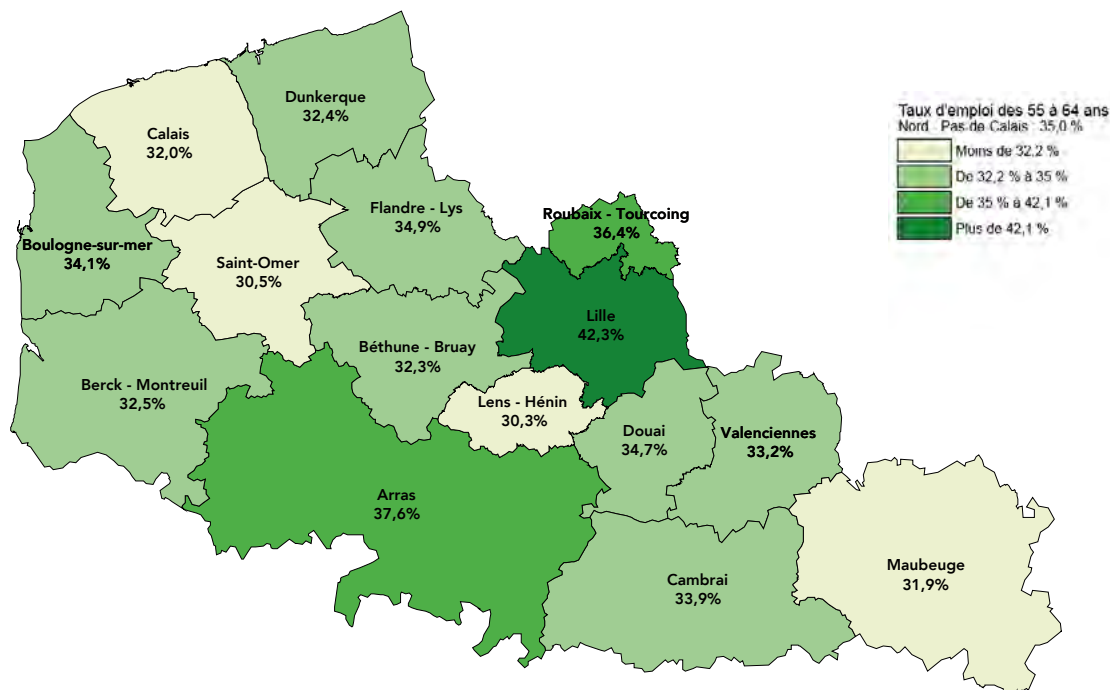 Dunkerque
32,4%
Calais
32,0%
Taux d'emploi des 55 à 64 ans
Nord - Pas de Calais : 35,0 %
Moins de 32,2 %
De 32,2 % à 35 %
De 35 % à 42,1 %
Plus de 42,1 %
Flandre - Lys
34,9%
Roubaix - Tourcoing
36,4%
Boulogne-sur-mer
34,1%
Saint-Omer
30,5%
Lille
42,3%
Béthune - Bruay
32,3%
Berck - Montreuil
32,5%
Lens - Hénin
30,3%
Douai
34,7%
Valenciennes
33,2%
Arras
37,6%
Cambrai
33,9%
Maubeuge
31,9%